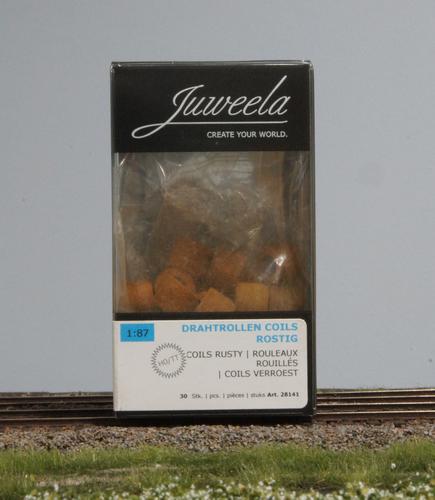 Juweela
CREATE YOUR WORLD.
1:87
DRAHTROLLEN COILS
ROSTIG
HO/TT
COILS RUSTY | ROULEAUX
ROUILLÉS
| COILS VERROEST
30 Stk. | pcs. | pièces | stuks Art. 28141